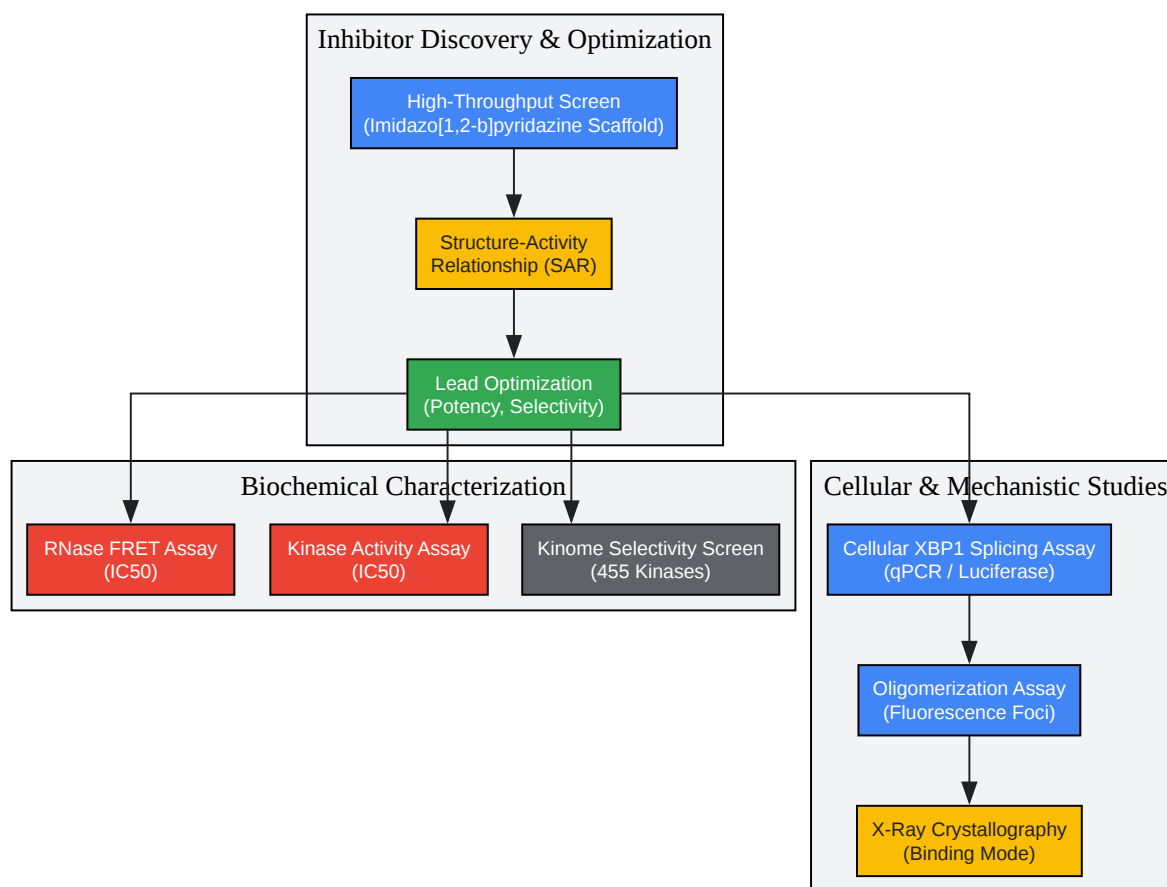 Inhibitor Discovery & Optimization
High-Throughput Screen
(Imidazo[1,2-b]pyridazine Scaffold)
Structure-Activity
Relationship (SAR)
Lead Optimization
(Potency, Selectivity)
Biochemical Characterization
RNase FRET Assay
(IC50)
Kinase Activity Assay
(IC50)
Kinome Selectivity Screen
(455 Kinases)
Cellular & Mechanistic Studies
Cellular XBP1 Splicing Assay
(qPCR / Luciferase)
Oligomerization Assay
(Fluorescence Foci)
X-Ray Crystallography
(Binding Mode)